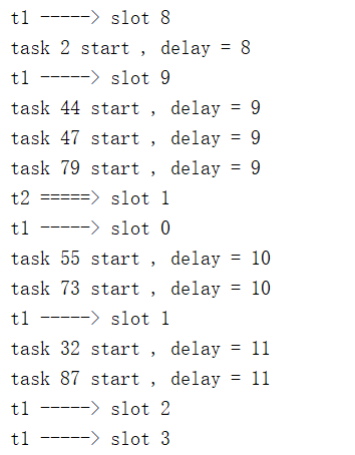 t1 -----> slot 8
task 2 start , delay = 8
t1 -----> slot 9
task 44 start , delay = 9
task 47 start , delay = 9
task 79 start , delay = 9
t2 =====> slot 1
t1 -----> slot 0
task 55 start , delay = 10
task 73 start , delay = 10
t1 -----> slot 1
task 32 start , delay = 11
task 87 start , delay = 11
t1 -----> slot 2
t1 -----> slot 3